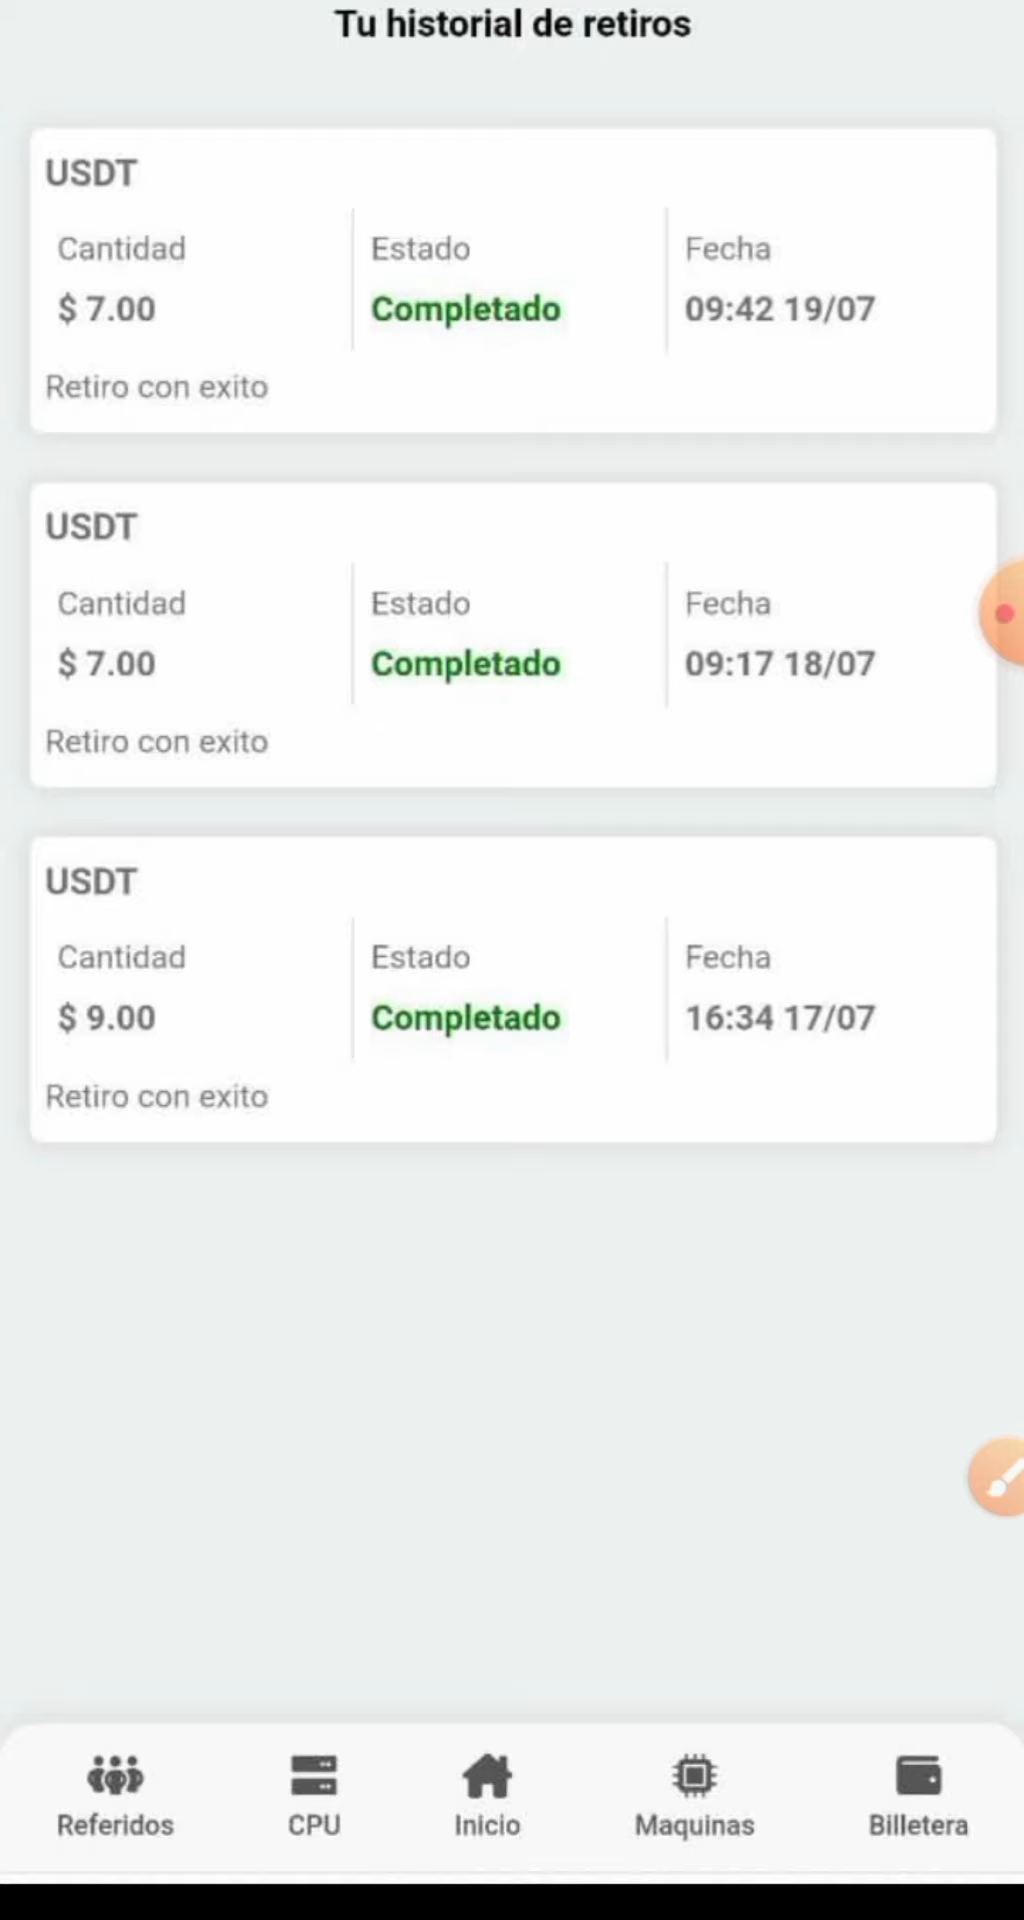 Tu historial de retiros
USDT
Cantidad Estado Fecha
$ 7.00 Completado 09:42 19/07
Retiro con exito
USDT
Cantidad Estado Fecha
$ 7.00 Completado 09:17 18/07
Retiro con exito
USDT
Cantidad Estado Fecha
$ 9.00 Completado 16:34 17/07
Retiro con exito
Referidos CPU Inicio Maquinas Billetera